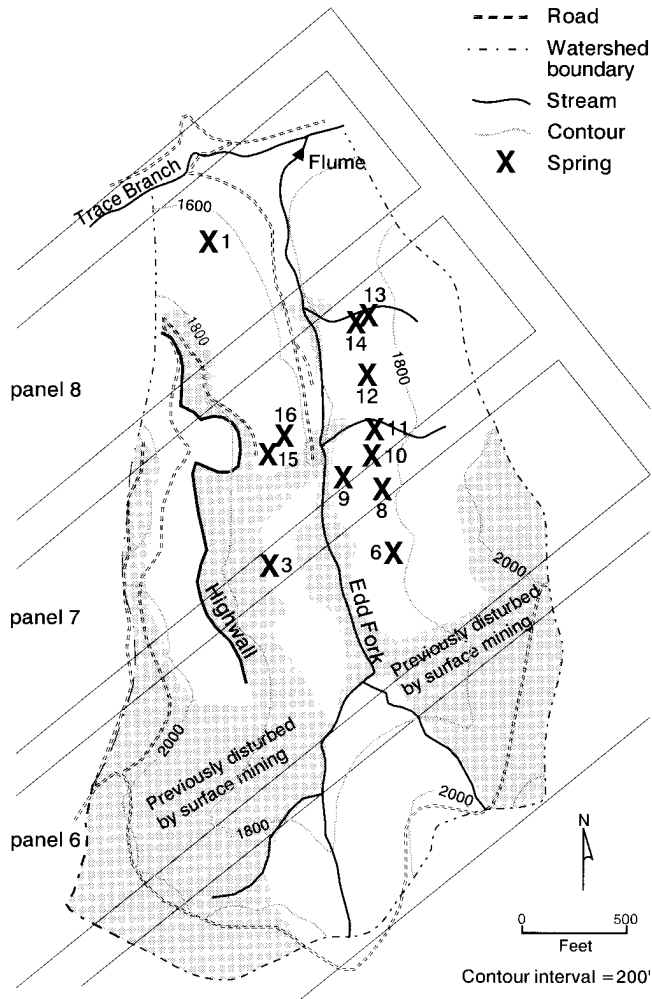 Road
Watershed
boundary
Stream
Contour
X Spring
Flume
Trace Branch
1600
X 1
13
X
X
14
1800
panel 8
X
12
1800
16
X
X 15
X 11
X 10
X
9
X
8
X 3
6 X
2000
panel 7
Highwall
Edd Fork
Previously disturbed
by surface mining
2000
Previously disturbed
by surface mining
2000
1800
panel 6
N
0 500
Feet
Contour interval = 200'